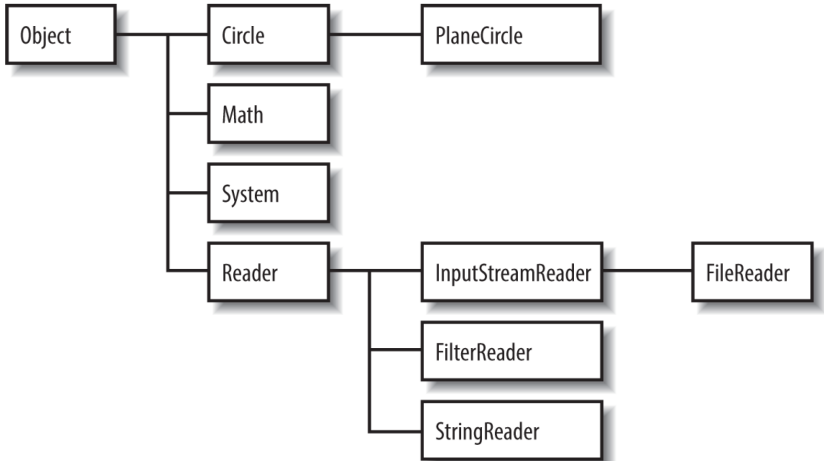 Object
Circle
PlaneCircle
Math
System
Reader
InputStreamReader
FileReader
FilterReader
StringReader